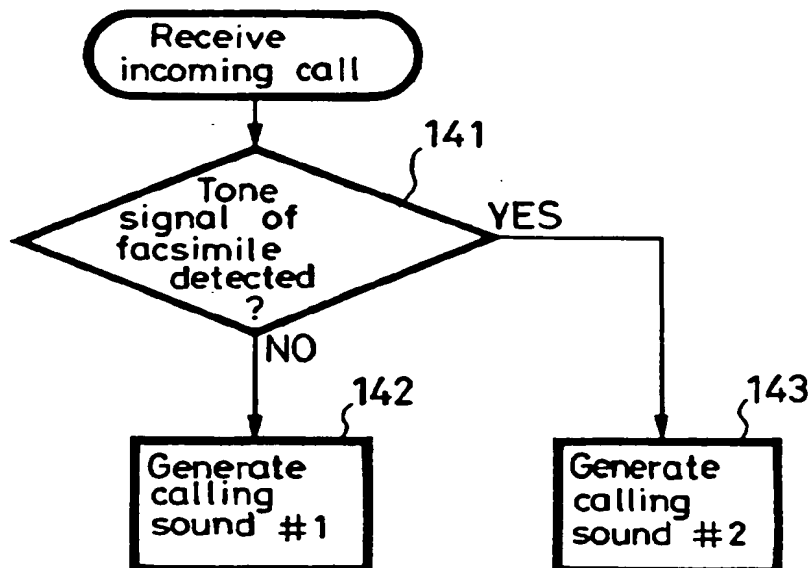 Receive
incoming call
141
Tone
signal of
facsimile
detected
?
YES
NO
142
Generate
calling
sound #1
143
Generate
calling
sound #2